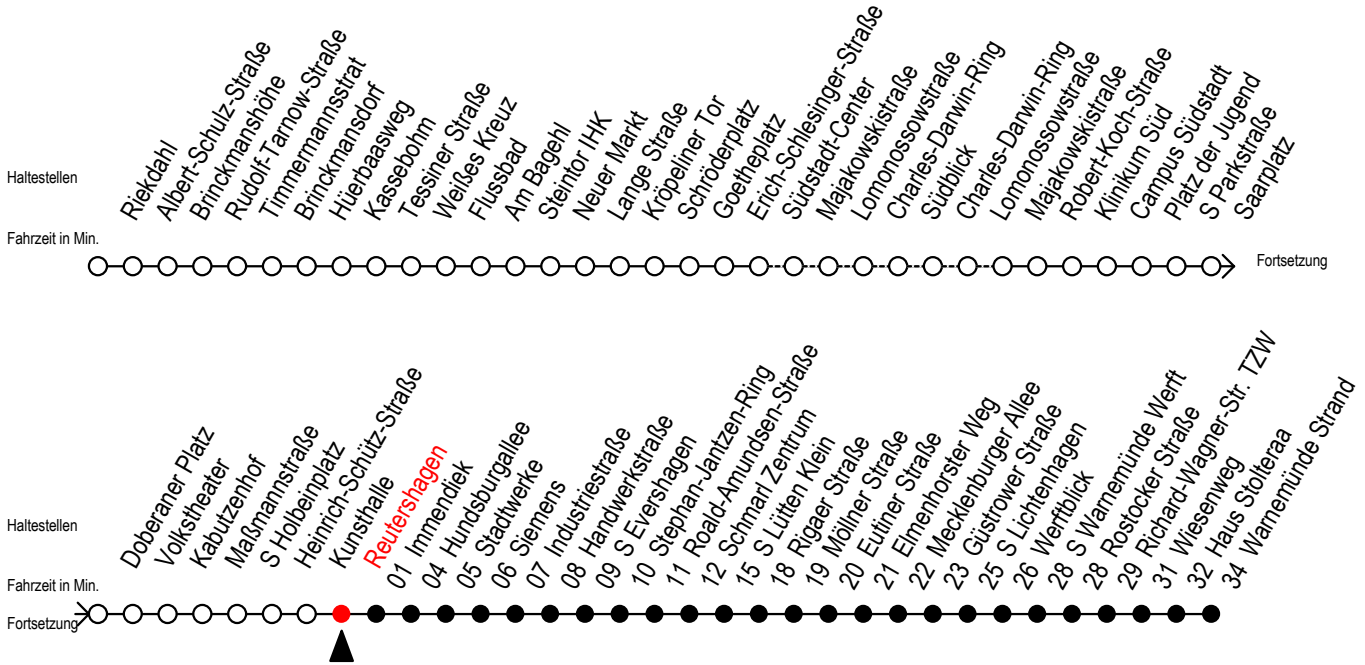 Haltestellen
Riekdahl
Albert-Schulz-Straße
Brinckmanshöhe
Rudolf-Tarnow-Straße
Timmermannsstrat
Brinckmansdorf
Hüerbaasweg
Kassebohm
Tessiner Straße
Weißes Kreuz
Flussbad
Am Bagehl
Steintor IHK
Neuer Markt
Lange Straße
Kröpeliner Tor
Schröderplatz
Goetheplatz
Erich-Schlesinger-Straße
Südstadt-Center
Majakowskistraße
Lomonossowstraße
Charles-Darwin-Ring
Südblick
Charles-Darwin-Ring
Lomonossowstraße
Majakowskistraße
Robert-Koch-Straße
Klinikum Süd
Campus Südstadt
Platz der Jugend
S Parkstraße
Saarplatz
Fahrzeit in Min.
Fortsetzung
Haltestellen
Doberaner Platz
Volkstheater
Kabutzenhof
Maßmannstraße
S Holbeinplatz
Heinrich-Schütz-Straße
Kunsthalle
Reutershagen
01 Immendiek
04 Hundsburgallee
05 Stadtwerke
06 Siemens
07 Industriestraße
08 Handwerkstraße
09 S Evershagen
10 Stephan-Jantzen-Ring
11 Roald-Amundsen-Straße
12 Schmarl Zentrum
15 S Lütten Klein
18 Rigaer Straße
19 Möllner Straße
20 Eutiner Straße
21 Elmenhorster Weg
22 Mecklenburger Allee
23 Güstrower Straße
25 S Lichtenhagen
26 Werftblick
28 S Warnemünde Werft
28 Rostocker Straße
29 Richard-Wagner-Str. TZW
31 Wiesenweg
32 Haus Stolteraa
34 Warnemünde Strand
Fahrzeit in Min.
Fortsetzung